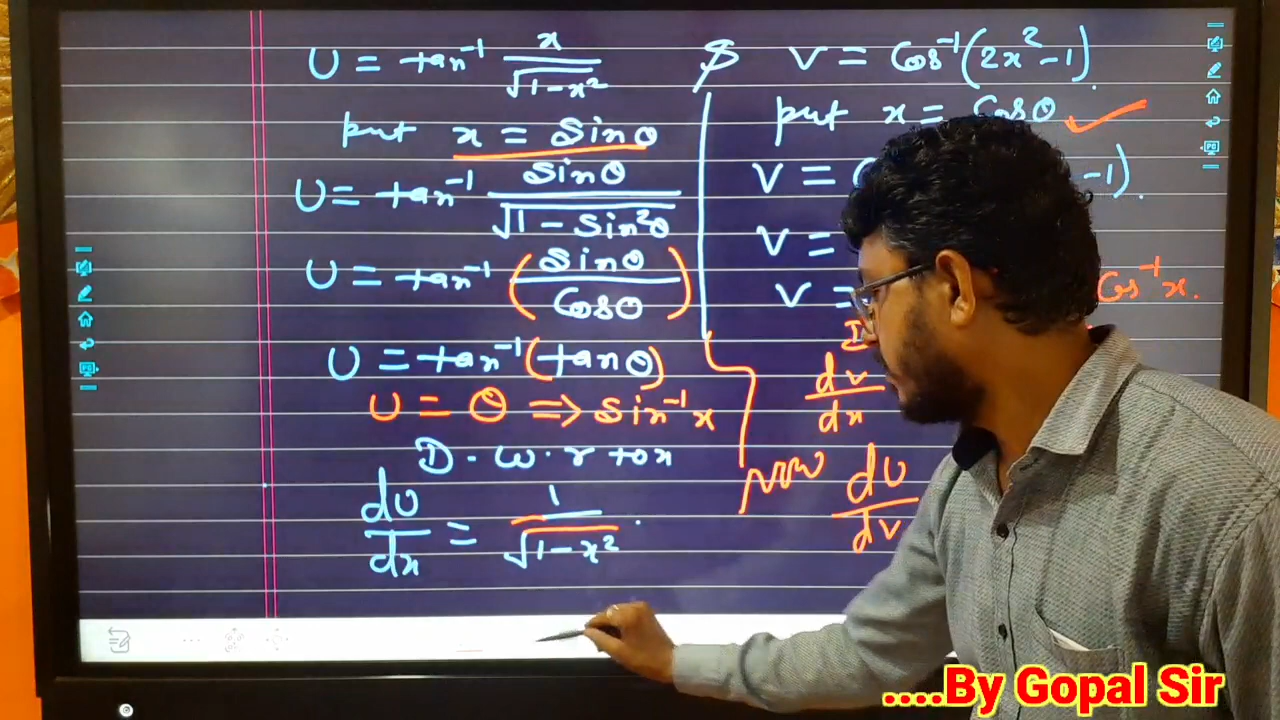 U = tan⁻¹ x/√(1-x²)
put x = Sinθ
U = tan⁻¹ Sinθ/√(1 - Sin²θ)
U = tan⁻¹ (Sinθ/Cosθ)
U = tan⁻¹ (tanθ)
U = θ => Sin⁻¹x
D. w. r to x
dU/dx = 1/√(1-x²).
V = Cos⁻¹(2x² - 1).
put x = Cosθ
V = -1).
V =
V = Cos⁻¹x.
dv/dx
Now dU/dv
....By Gopal Sir